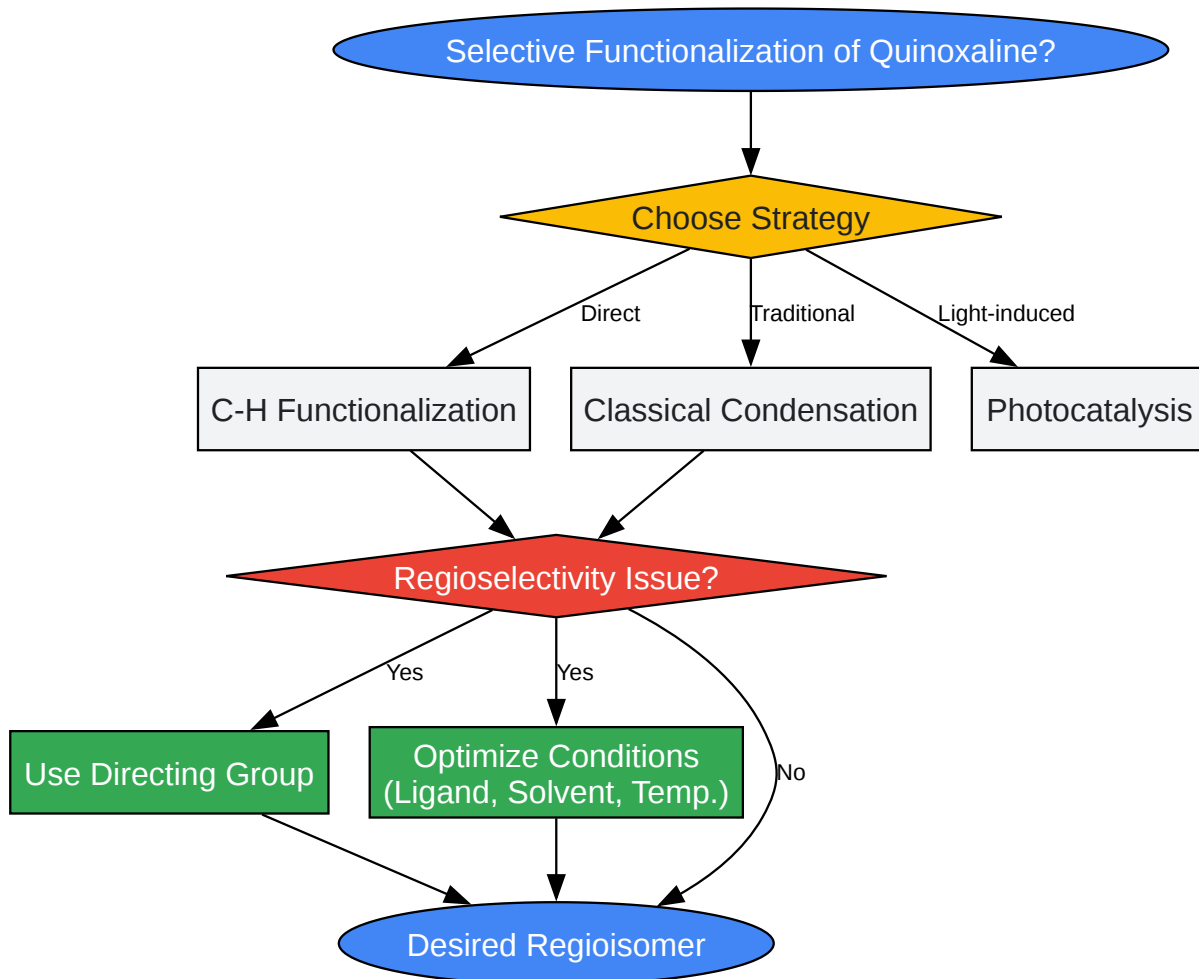 Selective Functionalization of Quinoxaline?
Choose Strategy
Direct
Traditional
Light-induced
C-H Functionalization
Classical Condensation
Photocatalysis
Regioselectivity Issue?
Yes
Yes
Use Directing Group
Optimize Conditions
(Ligand, Solvent, Temp.)
No
Desired Regioisomer